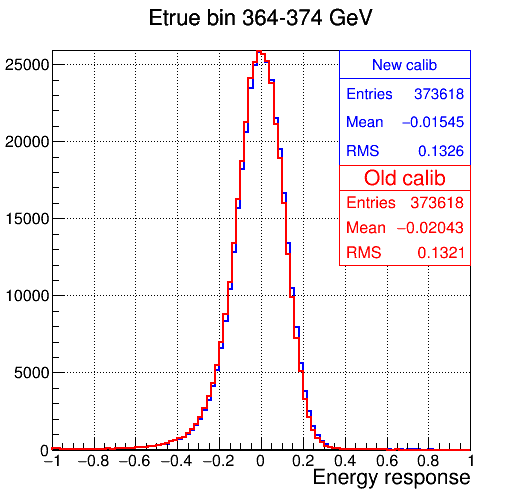 Etrue bin 364-374 GeV
New calib
Entries 373618
Mean −0.01545
RMS 0.1326
Old calib
Entries 373618
Mean −0.02043
RMS 0.1321
25000
20000
15000
10000
5000
0
−1 −0.8 −0.6 −0.4 −0.2 0 0.2 0.4 0.6 0.8 1
Energy response